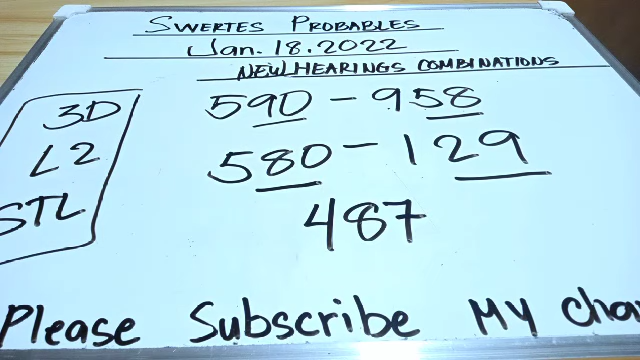 SWERTES PROBABLES
Jan. 18. 2022
NEW HEARINGS COMBINATIONS
3D
L2
STL
590 - 958
580 - 129
487
Please Subscribe My